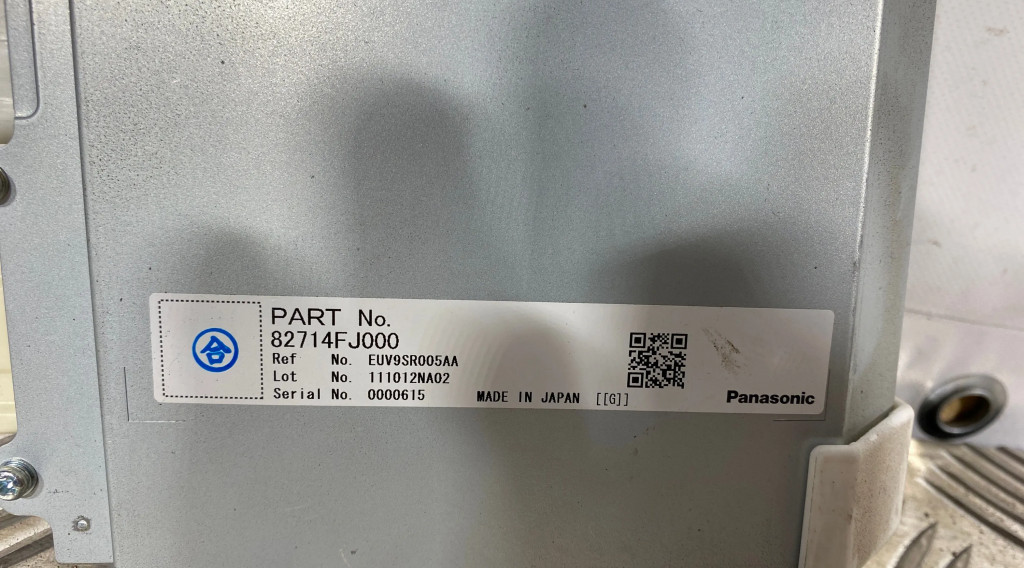 合
PART No.
82714FJ000
Ref No. EUV9SR005AA
Lot No. 111012NA02
Serial No. 0000615
MADE IN JAPAN [[G]]
Panasonic